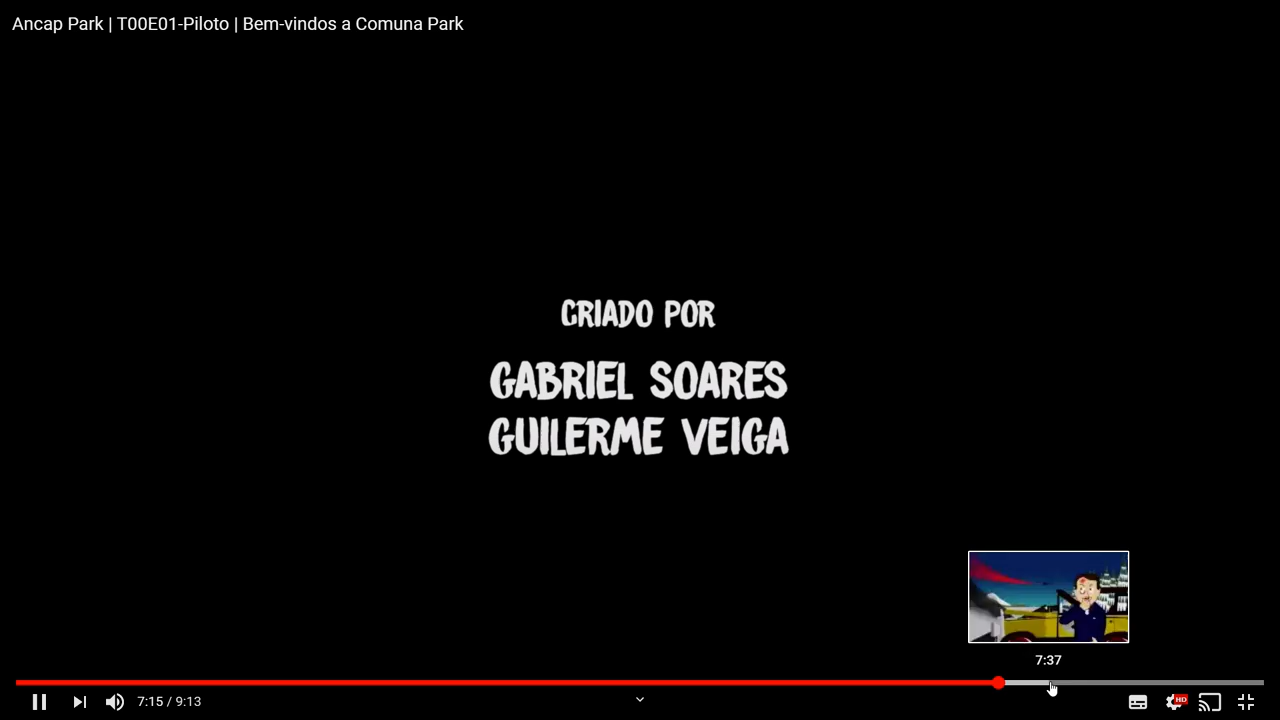 Ancap Park | T00E01-Piloto | Bem-vindos a Comuna Park
CRIADO POR
GABRIEL SOARES
GUILERME VEIGA
7:37
7:15 / 9:13
HD